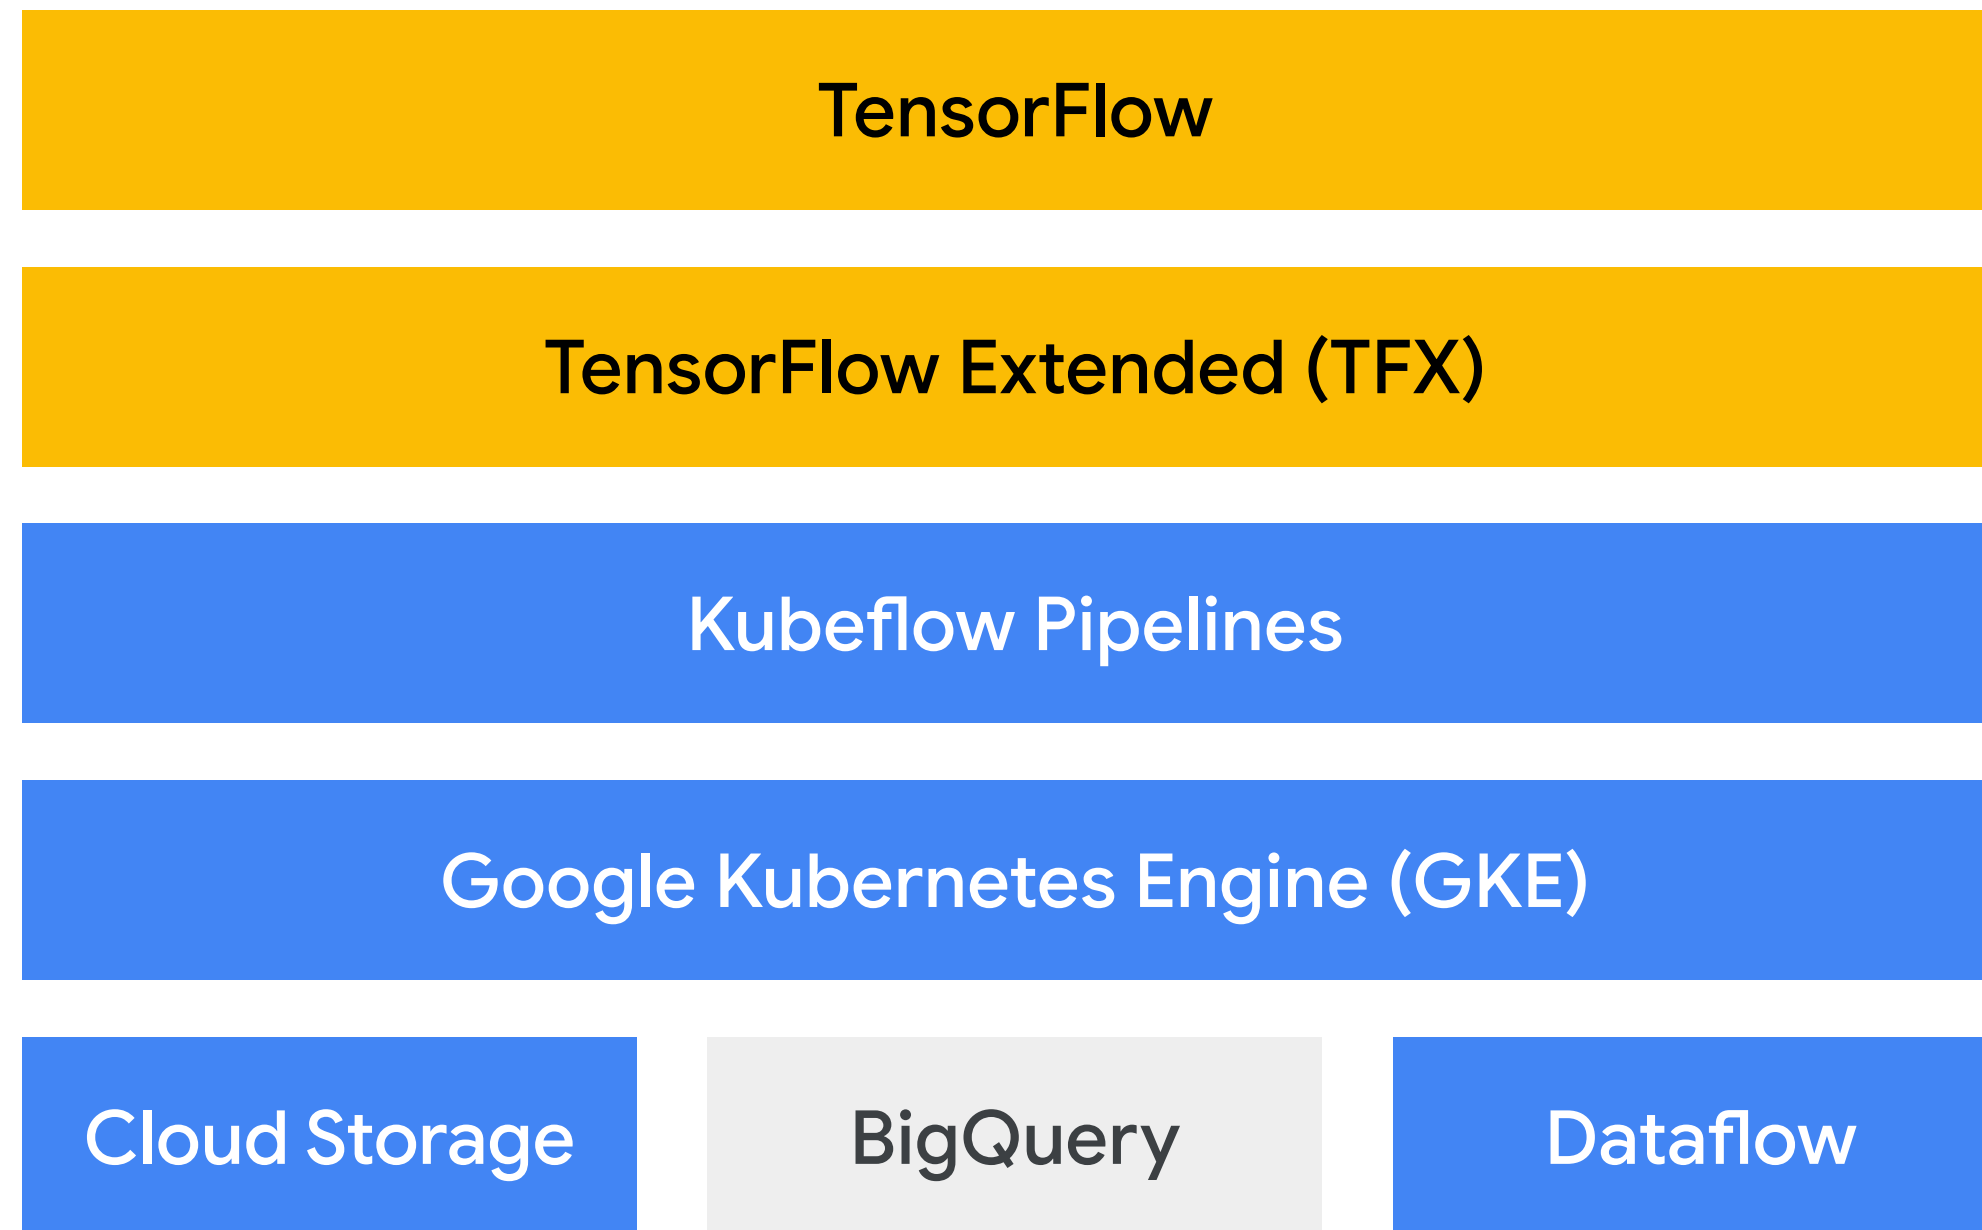 TensorFlow
TensorFlow Extended (TFX)
Kubeflow Pipelines
Google Kubernetes Engine (GKE)
Cloud Storage
BigQuery
Dataflow